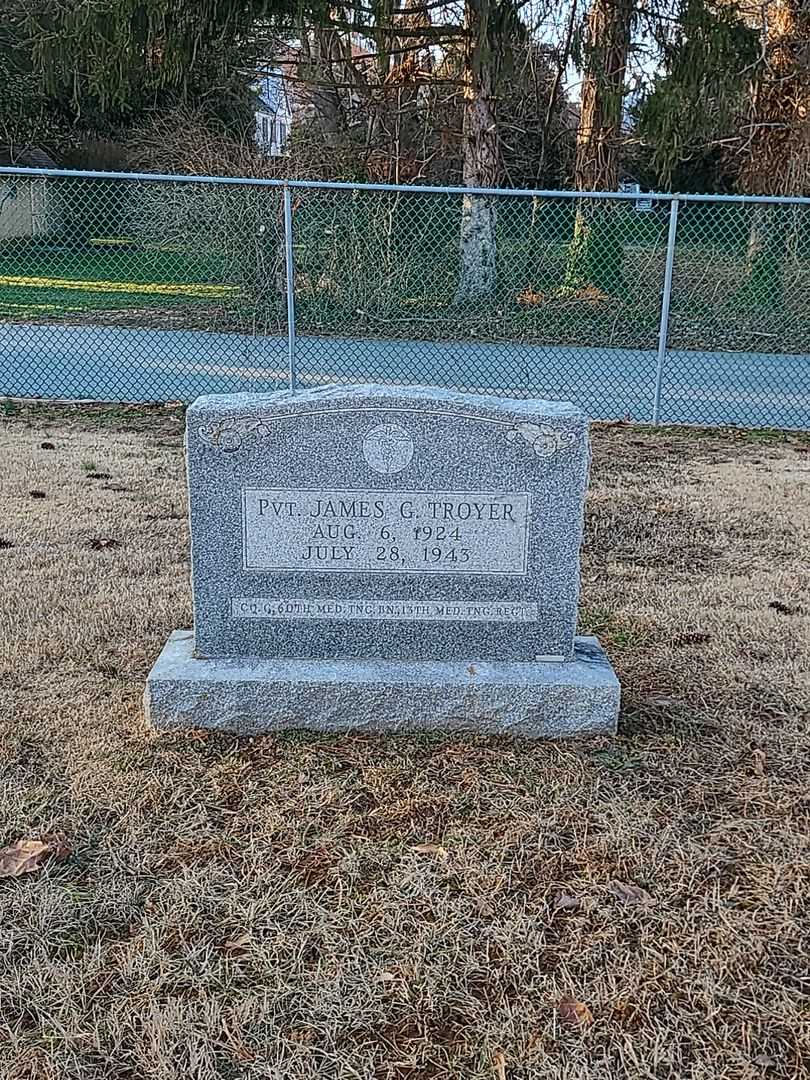 PVT. JAMES G. TROYER
AUG. 6, 1924
JULY 28, 1943
CO. G, 60TH MED. TNG. BN., 13TH MED. TNG. REGT.